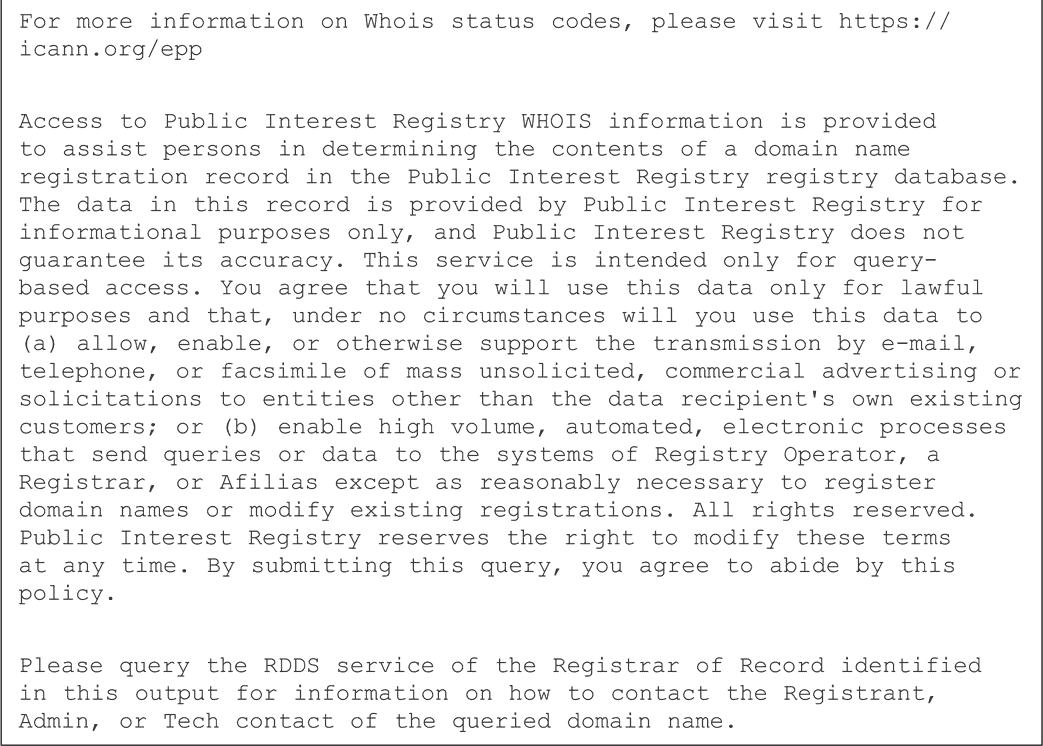 For more information on Whois status codes, please visit https://
icann.org/epp
Access to Public Interest Registry WHOIS information is provided
to assist persons in determining the contents of a domain name
registration record in the Public Interest Registry registry database.
The data in this record is provided by Public Interest Registry for
informational purposes only, and Public Interest Registry does not
guarantee its accuracy. This service is intended only for query-
based access. You agree that you will use this data only for lawful
purposes and that, under no circumstances will you use this data to
(a) allow, enable, or otherwise support the transmission by e-mail,
telephone, or facsimile of mass unsolicited, commercial advertising or
solicitations to entities other than the data recipient's own existing
customers; or (b) enable high volume, automated, electronic processes
that send queries or data to the systems of Registry Operator, a
Registrar, or Afilias except as reasonably necessary to register
domain names or modify existing registrations. All rights reserved.
Public Interest Registry reserves the right to modify these terms
at any time. By submitting this query, you agree to abide by this
policy.
Please query the RDDS service of the Registrar of Record identified
in this output for information on how to contact the Registrant,
Admin, or Tech contact of the queried domain name.